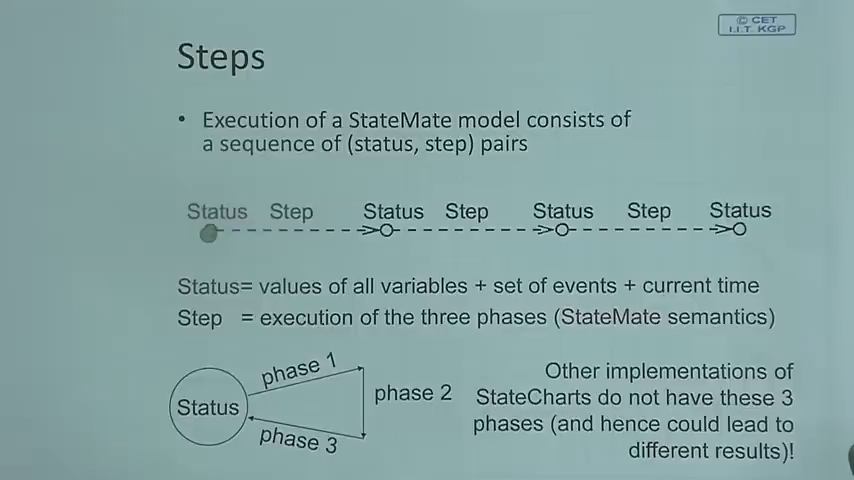 © CET
I.I.T. KGP
Steps
• Execution of a StateMate model consists of
a sequence of (status, step) pairs
Status Step Status Step Status Step Status
Status= values of all variables + set of events + current time
Step = execution of the three phases (StateMate semantics)
Status
phase 1
phase 2
phase 3
Other implementations of
StateCharts do not have these 3
phases (and hence could lead to
different results)!